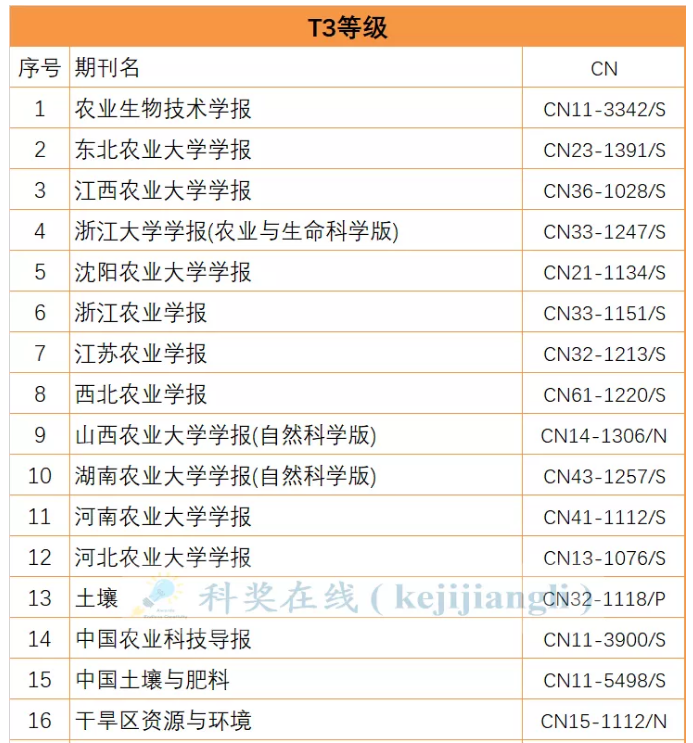 T3等级
序号 期刊名 CN
1 农业生物技术学报 CN11-3342/S
2 东北农业大学学报 CN23-1391/S
3 江西农业大学学报 CN36-1028/S
4 浙江大学学报(农业与生命科学版) CN33-1247/S
5 沈阳农业大学学报 CN21-1134/S
6 浙江农业学报 CN33-1151/S
7 江苏农业学报 CN32-1213/S
8 西北农业学报 CN61-1220/S
9 山西农业大学学报(自然科学版) CN14-1306/N
10 湖南农业大学学报(自然科学版) CN43-1257/S
11 河南农业大学学报 CN41-1112/S
12 河北农业大学学报 CN13-1076/S
13 土壤 CN32-1118/P
科奖在线 ( kejijiangli )
14 中国农业科技导报 CN11-3900/S
15 中国土壤与肥料 CN11-5498/S
16 干旱区资源与环境 CN15-1112/N